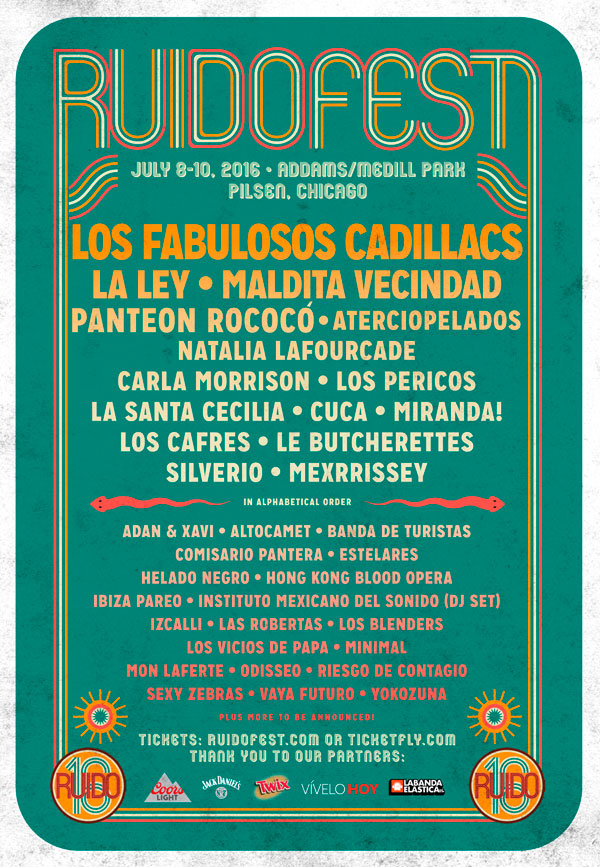 RUIDOFEST
JULY 8-10, 2016 • ADDAMS/MEDILL PARK
PILSEN, CHICAGO
LOS FABULOSOS CADILLACS
LA LEY • MALDITA VECINDAD
PANTEON ROCOCÓ • ATERCIOPELADOS
NATALIA LAFOURCADE
CARLA MORRISON • LOS PERICOS
LA SANTA CECILIA • CUCA • MIRANDA!
LOS CAFRES • LE BUTCHERETTES
SILVERIO • MEXRRISSEY
IN ALPHABETICAL ORDER
ADAN & XAVI • ALTOCAMET • BANDA DE TURISTAS
COMISARIO PANTERA • ESTELARES
HELADO NEGRO • HONG KONG BLOOD OPERA
IBIZA PAREO • INSTITUTO MEXICANO DEL SONIDO (DJ SET)
IZCALLI • LAS ROBERTAS • LOS BLENDERS
LOS VICIOS DE PAPA • MINIMAL
MON LAFERTE • ODISSEO • RIESGO DE CONTAGIO
SEXY ZEBRAS • VAYA FUTURO • YOKOZUNA
PLUS MORE TO BE ANNOUNCED!
TICKETS: RUIDOFEST.COM OR TICKETFLY.COM
THANK YOU TO OUR PARTNERS:
RUIDO 16
Coors
LIGHT
JACK DANIEL'S
TWIX
VÍVELO HOY
LABANDA
ELASTICA
RUIDO 16